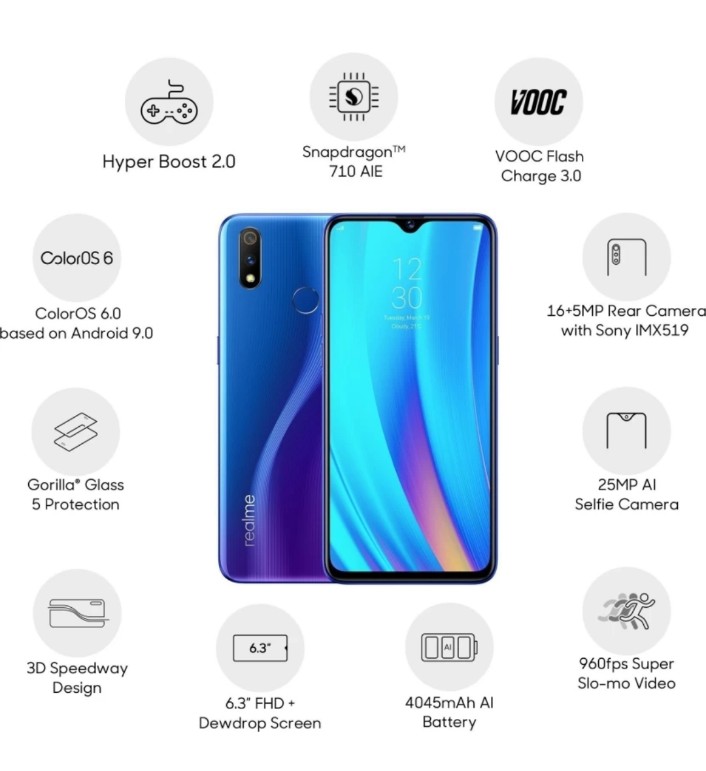 VOOC
Hyper Boost 2.0
Snapdragon™
710 AIE
VOOC Flash
Charge 3.0
ColorOS 6
ColorOS 6.0
based on Android 9.0
12
30
16+5MP Rear Camera
with Sony IMX519
Gorilla® Glass
5 Protection
25MP AI
Selfie Camera
realme
3D Speedway
Design
6.3"
6.3" FHD +
Dewdrop Screen
AI
4045mAh AI
Battery
960fps Super
Slo-mo Video